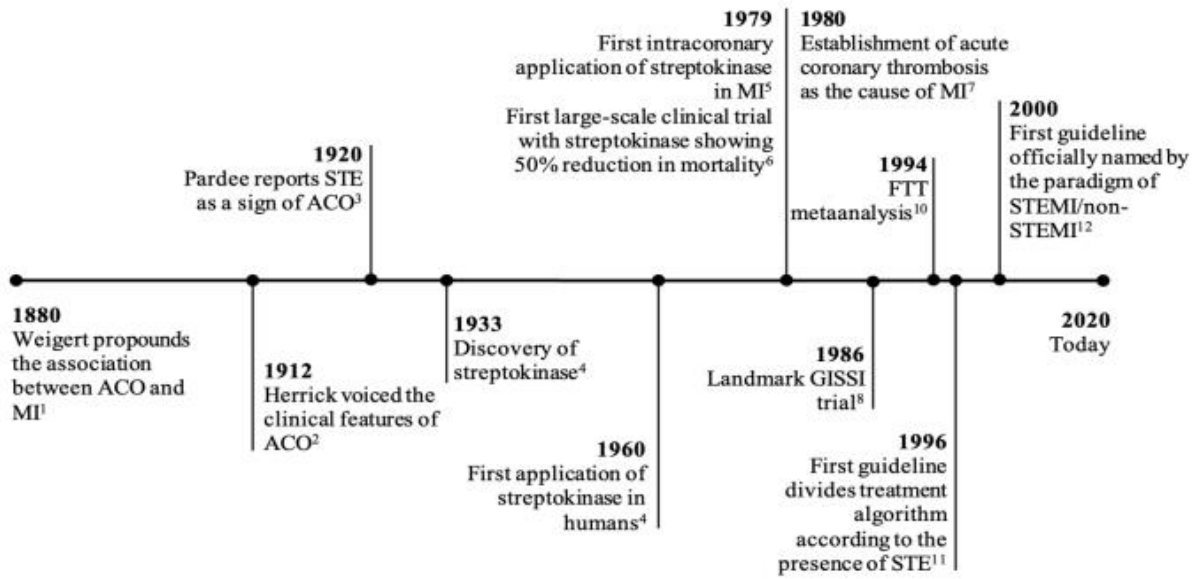 1979
First intracoronary
application of streptokinase
in MI⁵
First large-scale clinical trial
with streptokinase showing
50% reduction in mortality⁶
1980
Establishment of acute
coronary thrombosis
as the cause of MI⁷
2000
First guideline
officially named by
the paradigm of
STEMI/non-
STEMI¹²
1920
Pardee reports STE
as a sign of ACO³
1994
FTT
metaanalysis¹⁰
1880
Weigert propounds
the association
between ACO and
MI¹
1912
Herrick voiced the
clinical features of
ACO²
1933
Discovery of
streptokinase⁴
1960
First application of
streptokinase in
humans⁴
1986
Landmark GISSI
trial⁸
1996
First guideline
divides treatment
algorithm
according to the
presence of STE¹¹
2020
Today